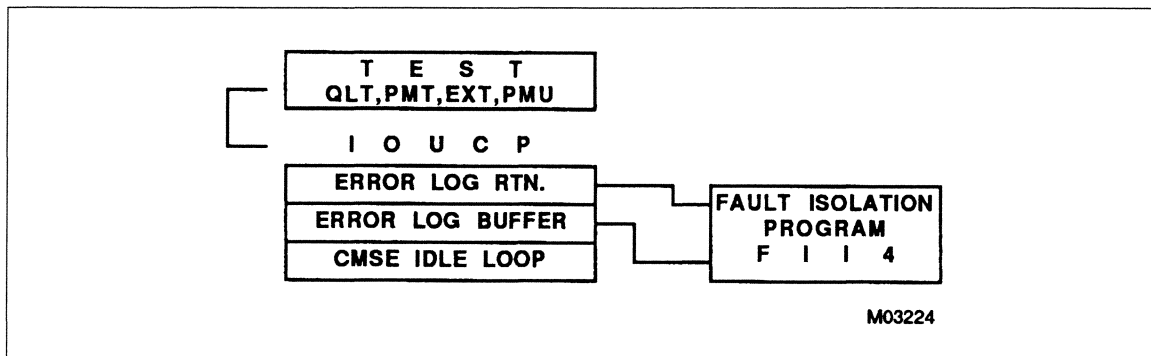 T E S T
QLT,PMT,EXT,PMU
I O U C P
ERROR LOG RTN.
ERROR LOG BUFFER
CMSE IDLE LOOP
FAULT ISOLATION
PROGRAM
F I I 4
M03224